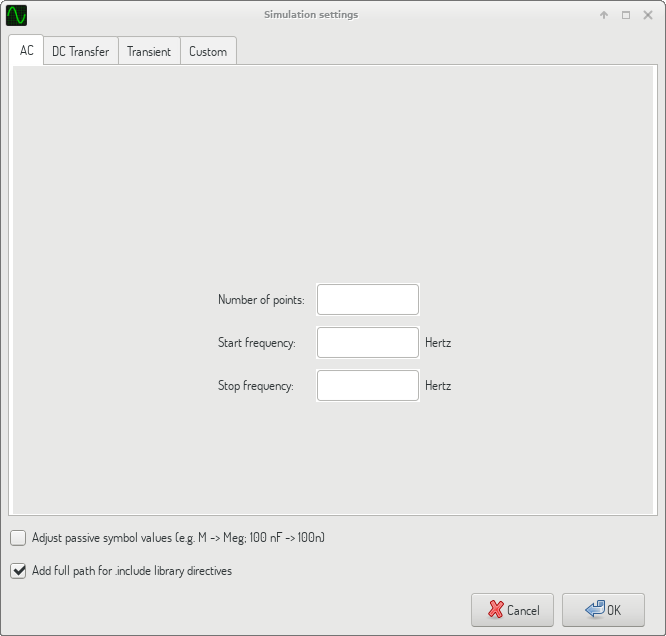 Simulation settings
AC DC Transfer Transient Custom
Number of points:
Start frequency: Hertz
Stop frequency: Hertz
Adjust passive symbol values (e.g. M -> Meg; 100 nF -> 100n)
Add full path for .include library directives
Cancel OK